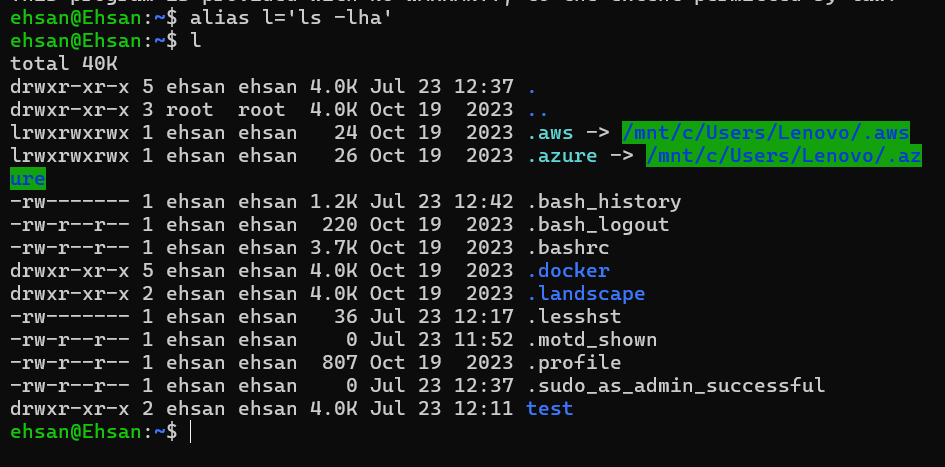 ehsan@Ehsan:~$ alias l='ls -lha'
ehsan@Ehsan:~$ l
total 40K
drwxr-xr-x 5 ehsan ehsan 4.0K Jul 23 12:37 .
drwxr-xr-x 3 root  root  4.0K Oct 19  2023 ..
lrwxrwxrwx 1 ehsan ehsan   24 Oct 19  2023 .aws -> /mnt/c/Users/Lenovo/.aws
lrwxrwxrwx 1 ehsan ehsan   26 Oct 19  2023 .azure -> /mnt/c/Users/Lenovo/.az
ure
-rw------- 1 ehsan ehsan 1.2K Jul 23 12:42 .bash_history
-rw-r--r-- 1 ehsan ehsan  220 Oct 19  2023 .bash_logout
-rw-r--r-- 1 ehsan ehsan 3.7K Oct 19  2023 .bashrc
drwxr-xr-x 5 ehsan ehsan 4.0K Oct 19  2023 .docker
drwxr-xr-x 2 ehsan ehsan 4.0K Oct 19  2023 .landscape
-rw------- 1 ehsan ehsan   36 Jul 23 12:17 .lesshst
-rw-r--r-- 1 ehsan ehsan    0 Jul 23 11:52 .motd_shown
-rw-r--r-- 1 ehsan ehsan  807 Oct 19  2023 .profile
-rw-r--r-- 1 ehsan ehsan    0 Jul 23 12:37 .sudo_as_admin_successful
drwxr-xr-x 2 ehsan ehsan 4.0K Jul 23 12:11 test
ehsan@Ehsan:~$